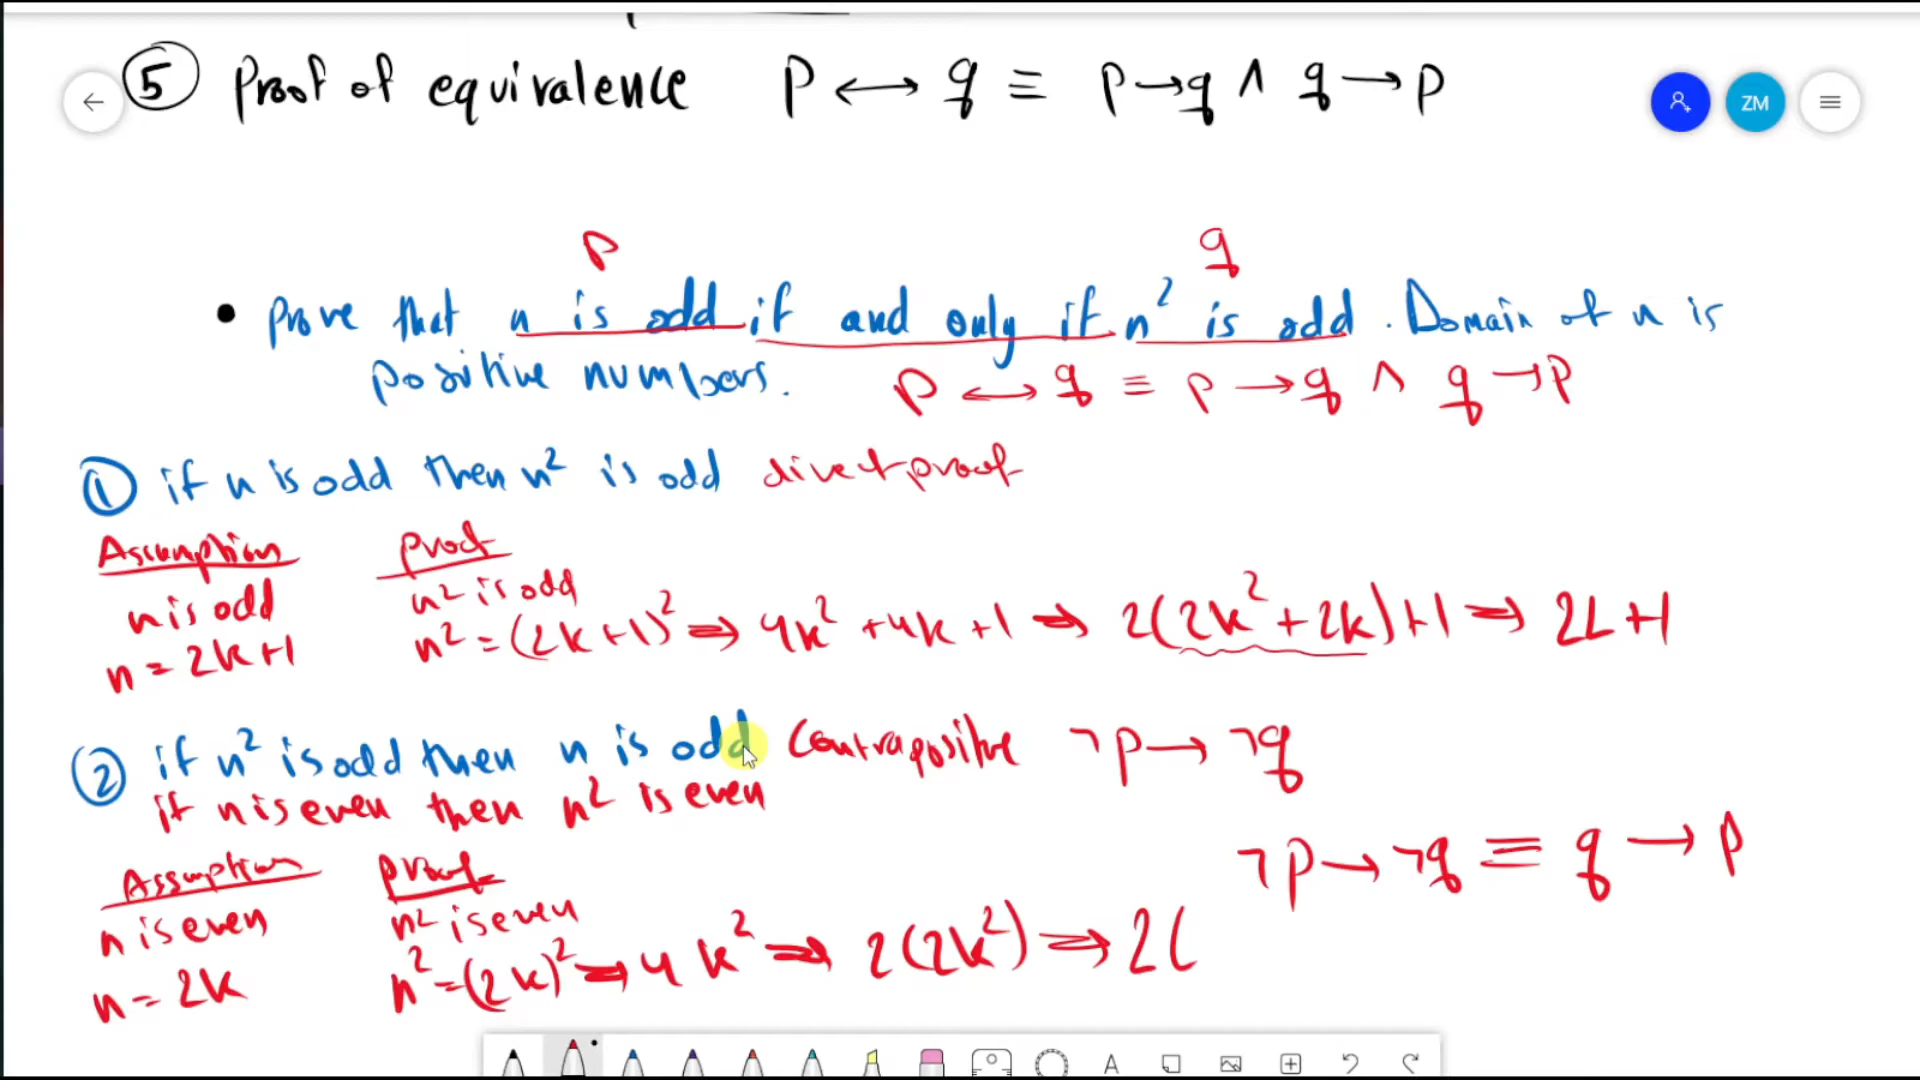 ⑤ Proof of equivalence P ↔ q ≡ p→q ∧ q→p
ZM
p q
• prove that n is odd if and only if n² is odd. Domain of n is
positive numbers. p ↔ q ≡ p → q ∧ q → p
① if n is odd then n² is odd direct proof
Assumption proof
n is odd n² is odd
n = 2k+1 n² = (2k+1)² ⇒ 4k² + 4k + 1 ⇒ 2(2k² + 2k)+1 ⇒ 2L+1
② if n² is odd then n is odd Contrapositive ¬p → ¬q
if n is even then n² is even
¬p → ¬q ≡ q → p
Assumption proof
n is even n² is even
n = 2k n² = (2k)² ⇒ 4k² ⇒ 2(2k²) ⇒ 2(
A